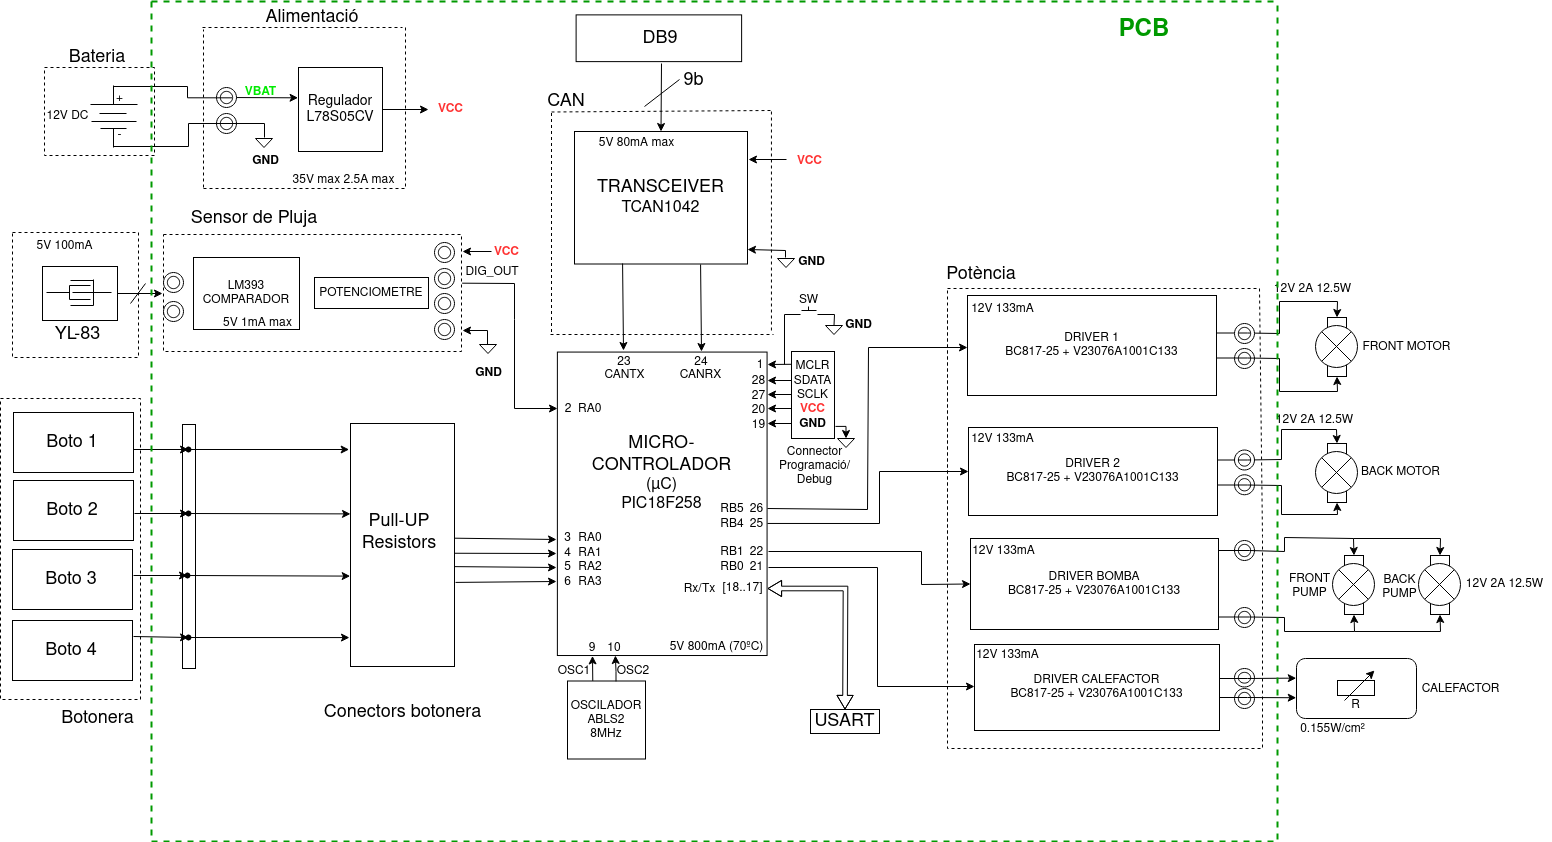 PCB
Alimentació
Bateria
12V DC
+
-
VBAT
GND
Regulador
L78S05CV
VCC
35V max 2.5A max
DB9
9b
CAN
5V 80mA max
TRANSCEIVER
TCAN1042
VCC
GND
Sensor de Pluja
5V 100mA
YL-83
LM393
COMPARADOR
5V 1mA max
POTENCIOMETRE
VCC
DIG_OUT
GND
SW
GND
23
CANTX
24
CANRX
1
28
27
20
19
MCLR
SDATA
SCLK
VCC
GND
Connector
Programació/
Debug
2 RA0
MICRO-
CONTROLADOR
(µC)
PIC18F258
RB5 26
RB4 25
RB1 22
RB0 21
Rx/Tx [18..17]
3 RA0
4 RA1
5 RA2
6 RA3
9 10
5V 800mA (70ºC)
OSC1
OSC2
OSCILADOR
ABLS2
8MHz
USART
Boto 1
Boto 2
Boto 3
Boto 4
Botonera
Pull-UP
Resistors
Conectors botonera
Potència
12V 133mA
DRIVER 1
BC817-25 + V23076A1001C133
12V 2A 12.5W
FRONT MOTOR
12V 133mA
DRIVER 2
BC817-25 + V23076A1001C133
12V 2A 12.5W
BACK MOTOR
12V 133mA
DRIVER BOMBA
BC817-25 + V23076A1001C133
FRONT
PUMP
BACK
PUMP
12V 2A 12.5W
12V 133mA
DRIVER CALEFACTOR
BC817-25 + V23076A1001C133
R
CALEFACTOR
0.155W/cm²